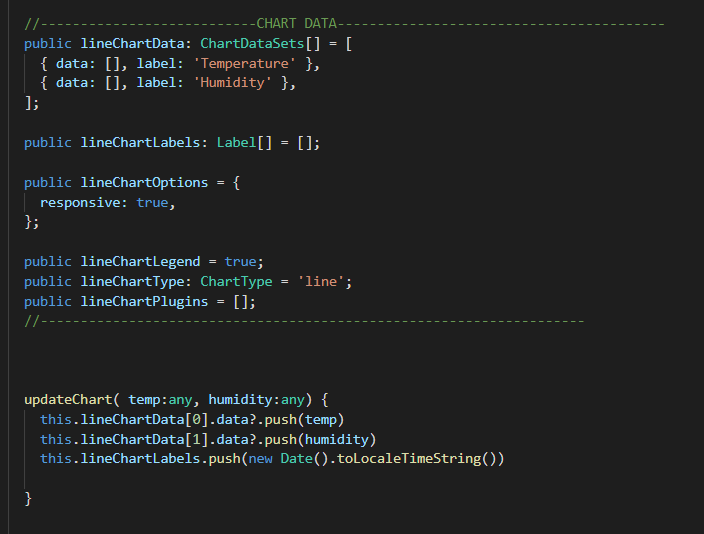 //---------------------------CHART DATA-----------------------------------------
public lineChartData: ChartDataSets[] = [
  { data: [], label: 'Temperature' },
  { data: [], label: 'Humidity' },
];
public lineChartLabels: Label[] = [];
public lineChartOptions = {
  responsive: true,
};
public lineChartLegend = true;
public lineChartType: ChartType = 'line';
public lineChartPlugins = [];
//--------------------------------------------------------------------
updateChart( temp:any, humidity:any) {
  this.lineChartData[0].data?.push(temp)
  this.lineChartData[1].data?.push(humidity)
  this.lineChartLabels.push(new Date().toLocaleTimeString())
}